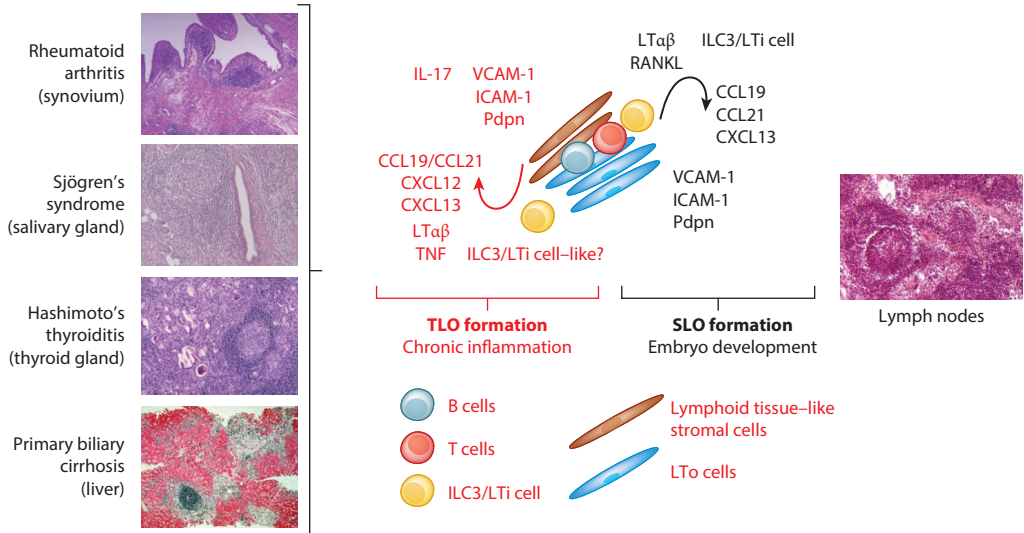 Rheumatoid
arthritis
(synovium)
Sjögren's
syndrome
(salivary gland)
Hashimoto's
thyroiditis
(thyroid gland)
Primary biliary
cirrhosis
(liver)
IL-17
VCAM-1
ICAM-1
Pdpn
CCL19/CCL21
CXCL12
CXCL13
LTαβ
TNF
ILC3/LTi cell–like?
LTαβ
RANKL
ILC3/LTi cell
CCL19
CCL21
CXCL13
VCAM-1
ICAM-1
Pdpn
Lymph nodes
TLO formation
Chronic inflammation
SLO formation
Embryo development
B cells
T cells
ILC3/LTi cell
Lymphoid tissue–like
stromal cells
LTo cells